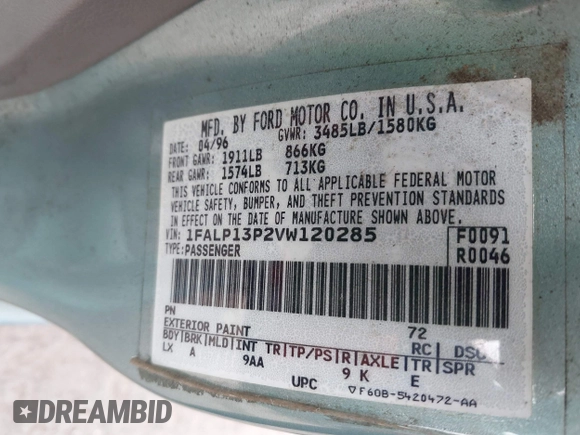 MFD. BY FORD MOTOR CO. IN U.S.A.
DATE: 04/96 GVWR: 3485LB/1580KG
FRONT GAWR: 1911LB 866KG
REAR GAWR: 1574LB 713KG
THIS VEHICLE CONFORMS TO ALL APPLICABLE FEDERAL MOTOR
VEHICLE SAFETY, BUMPER, AND THEFT PREVENTION STANDARDS
IN EFFECT ON THE DATE OF MANUFACTURE SHOWN ABOVE.
VIN: 1FALP13P2VW120285 F0091
TYPE: PASSENGER R0046
PN
EXTERIOR PAINT 72
BDY BRK MLD INT TR TP/PS R AXLE TR SPR RC DSO
LX A 9AA 9 K E
UPC ▽F60B-5420472-AA
DREAMBID